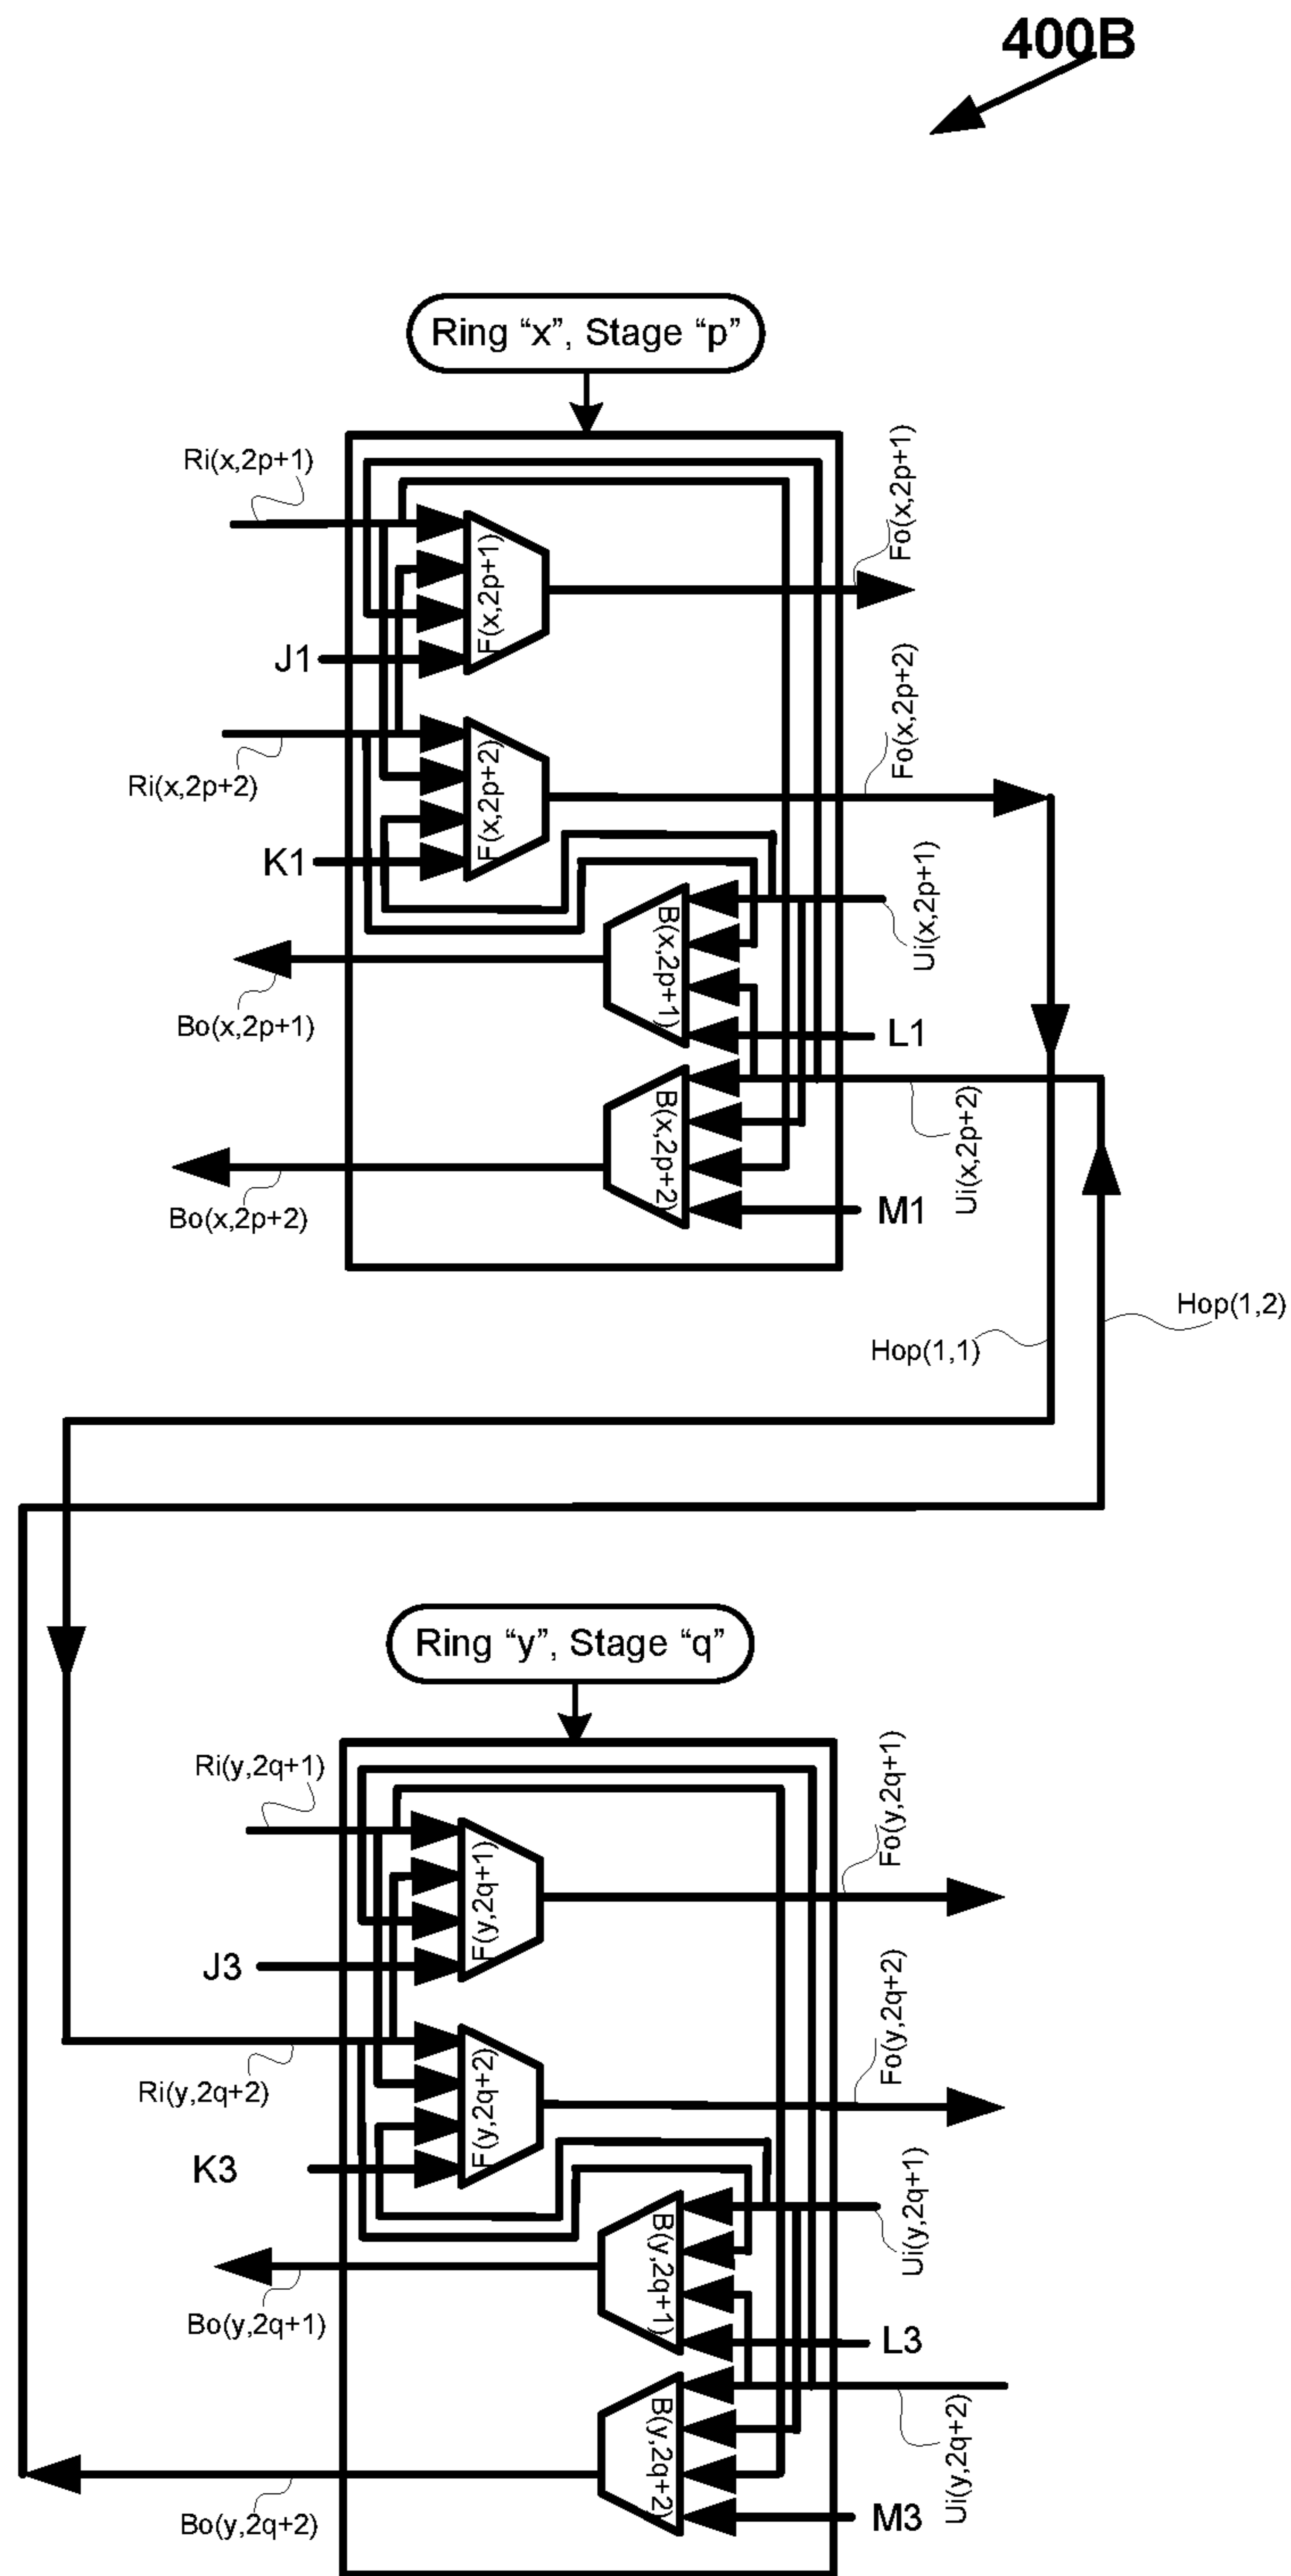 400B
Ring “x”, Stage “p”
Ri(x,2p+1)
Fo(x,2p+1)
F(x,2p+1)
J1
Fo(x,2p+2)
Ri(x,2p+2)
F(x,2p+2)
K1
Ui(x,2p+1)
B(x,2p+1)
Bo(x,2p+1)
L1
B(x,2p+2)
Ui(x,2p+2)
Bo(x,2p+2)
M1
Hop(1,2)
Hop(1,1)
Ring “y”, Stage “q”
Ri(y,2q+1)
Fo(y,2q+1)
F(y,2q+1)
J3
Fo(y,2q+2)
Ri(y,2q+2)
F(y,2q+2)
K3
Ui(y,2q+1)
B(y,2q+1)
Bo(y,2q+1)
L3
B(y,2q+2)
Ui(y,2q+2)
Bo(y,2q+2)
M3